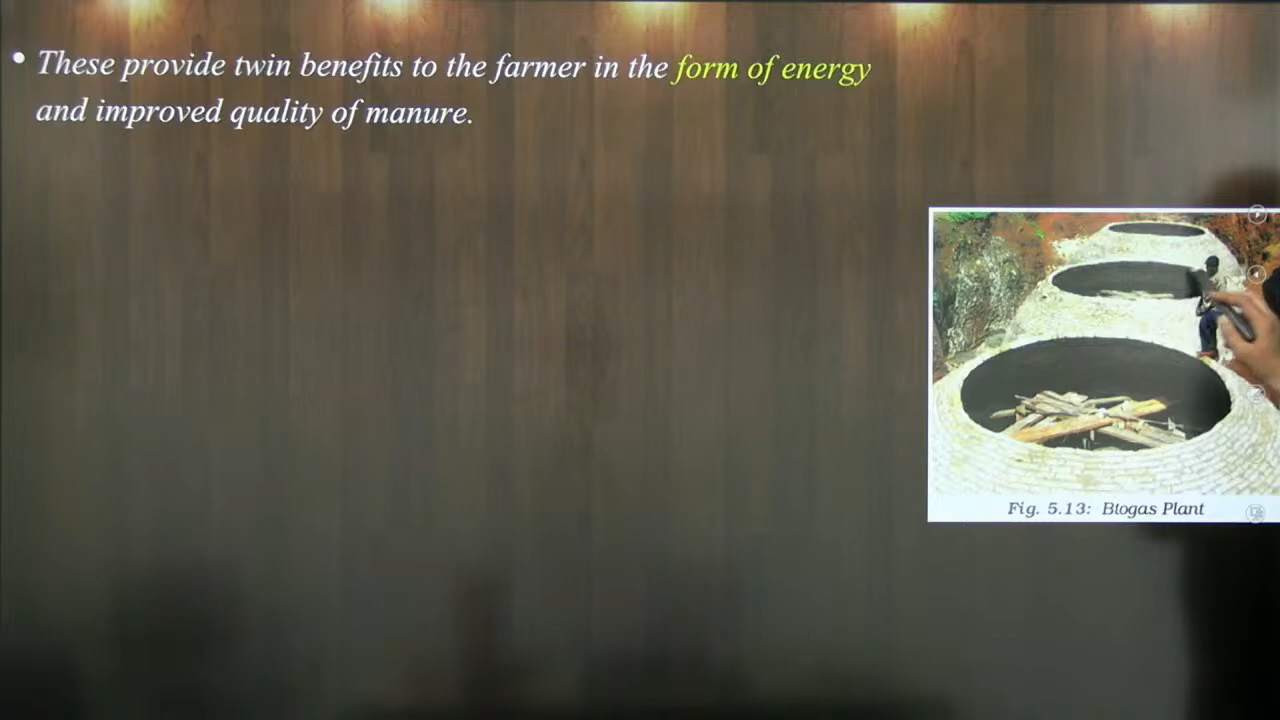 • These provide twin benefits to the farmer in the form of energy
and improved quality of manure.
Fig. 5.13: Biogas Plant